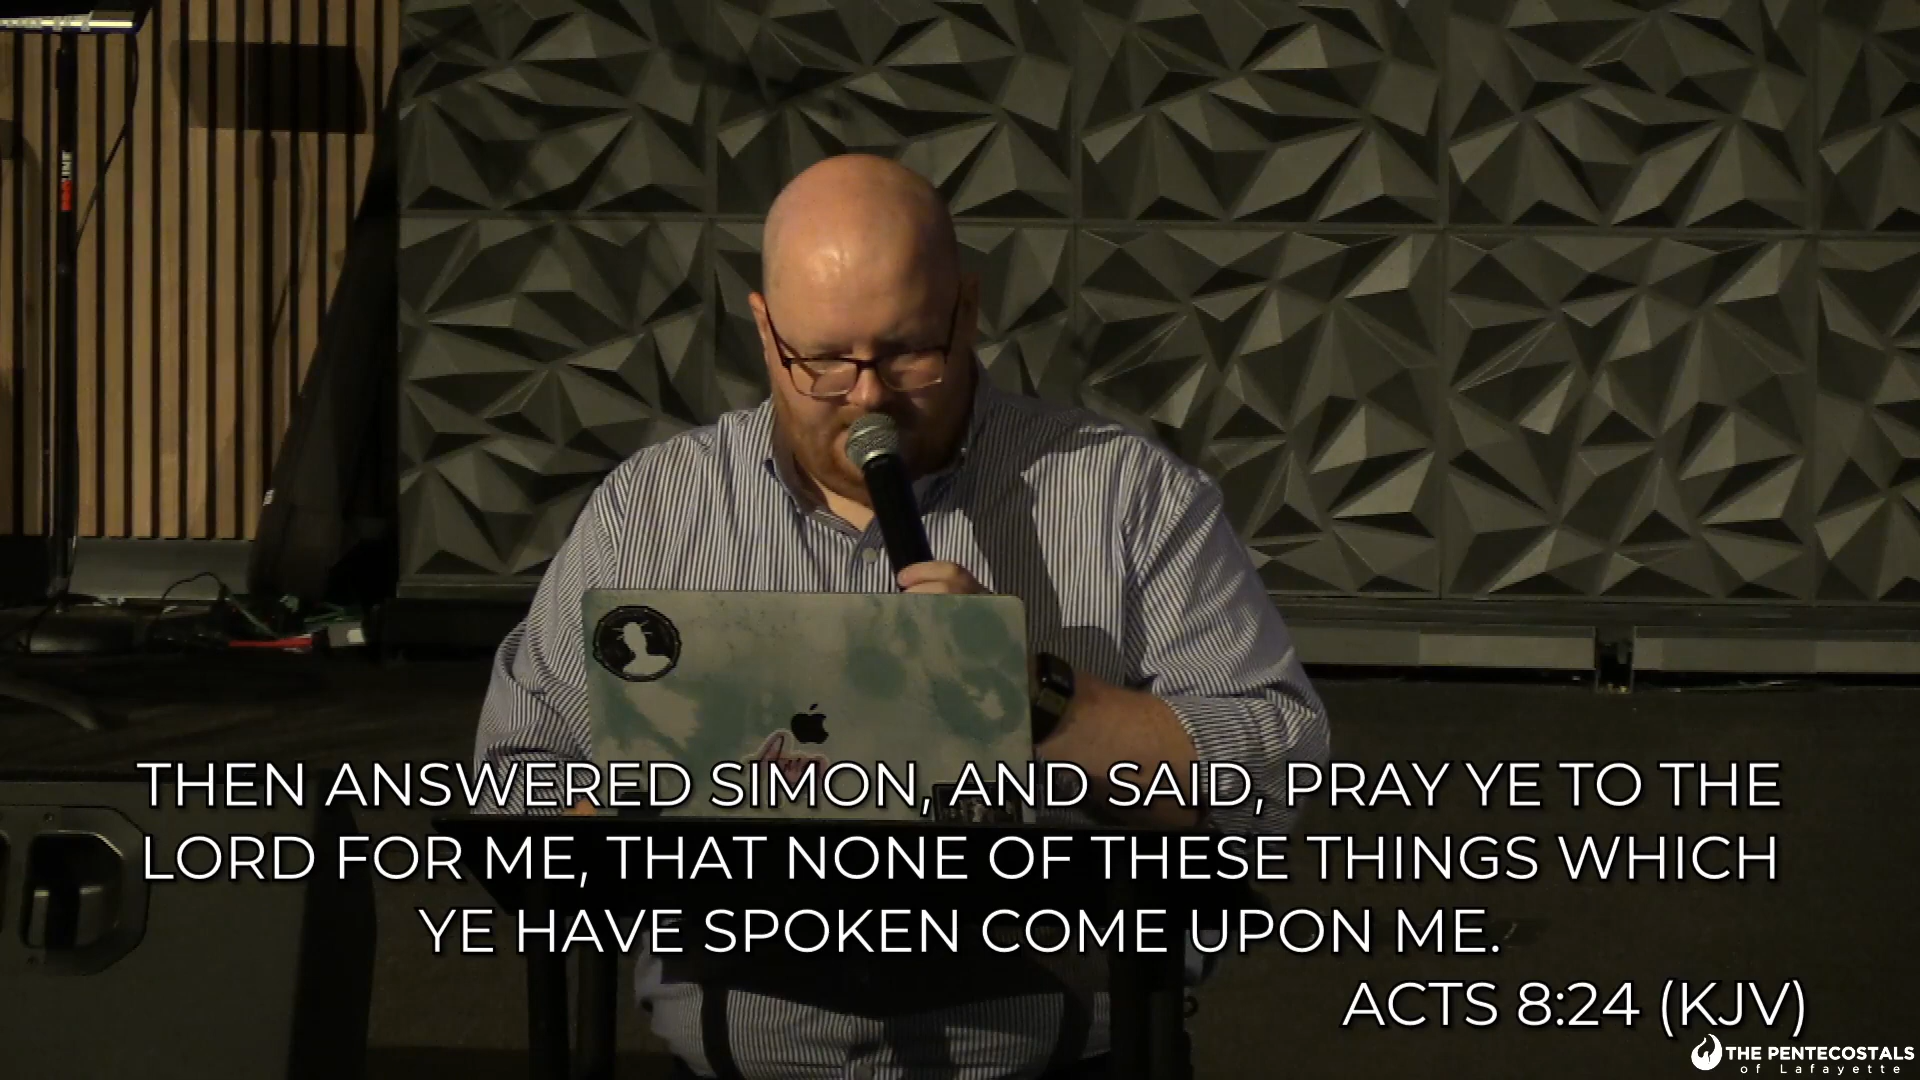 THEN ANSWERED SIMON, AND SAID, PRAY YE TO THE
LORD FOR ME, THAT NONE OF THESE THINGS WHICH
YE HAVE SPOKEN COME UPON ME.
ACTS 8:24 (KJV)
THE PENTECOSTALS
of Lafayette